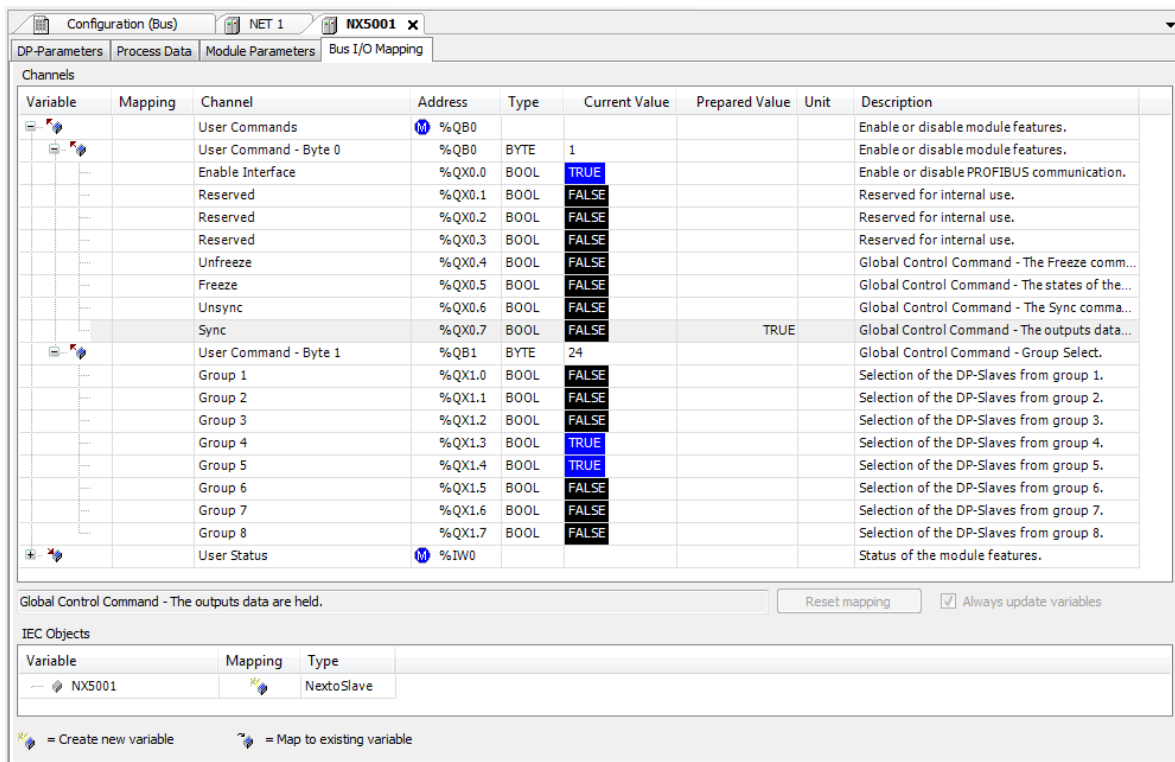 Configuration (Bus) NET 1 NX5001
DP-Parameters Process Data Module Parameters Bus I/O Mapping
Channels
Variable Mapping Channel Address Type Current Value Prepared Value Unit Description
User Commands M %QB0 Enable or disable module features.
User Command - Byte 0 %QB0 BYTE 1 Enable or disable module features.
Enable Interface %QX0.0 BOOL TRUE Enable or disable PROFIBUS communication.
Reserved %QX0.1 BOOL FALSE Reserved for internal use.
Reserved %QX0.2 BOOL FALSE Reserved for internal use.
Reserved %QX0.3 BOOL FALSE Reserved for internal use.
Unfreeze %QX0.4 BOOL FALSE Global Control Command - The Freeze comm...
Freeze %QX0.5 BOOL FALSE Global Control Command - The states of the...
Unsync %QX0.6 BOOL FALSE Global Control Command - The Sync comma...
Sync %QX0.7 BOOL FALSE TRUE Global Control Command - The outputs data...
User Command - Byte 1 %QB1 BYTE 24 Global Control Command - Group Select.
Group 1 %QX1.0 BOOL FALSE Selection of the DP-Slaves from group 1.
Group 2 %QX1.1 BOOL FALSE Selection of the DP-Slaves from group 2.
Group 3 %QX1.2 BOOL FALSE Selection of the DP-Slaves from group 3.
Group 4 %QX1.3 BOOL TRUE Selection of the DP-Slaves from group 4.
Group 5 %QX1.4 BOOL TRUE Selection of the DP-Slaves from group 5.
Group 6 %QX1.5 BOOL FALSE Selection of the DP-Slaves from group 6.
Group 7 %QX1.6 BOOL FALSE Selection of the DP-Slaves from group 7.
Group 8 %QX1.7 BOOL FALSE Selection of the DP-Slaves from group 8.
User Status M %IW0 Status of the module features.
Global Control Command - The outputs data are held. Reset mapping Always update variables
IEC Objects
Variable Mapping Type
NX5001 NextoSlave
= Create new variable = Map to existing variable